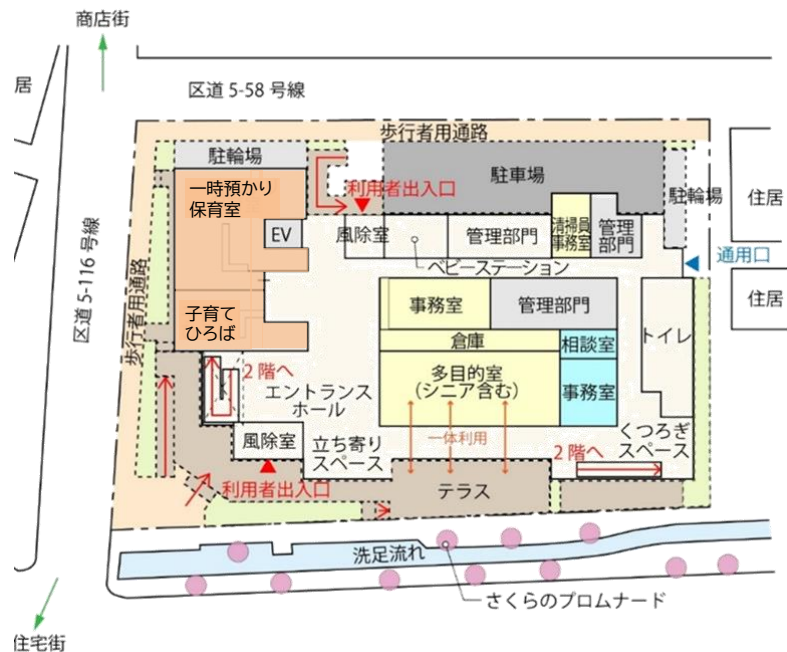 商店街
居
区道 5-58 号線
歩行者用通路
駐輪場
駐車場
一時預かり
保育室
利用者出入口
駐輪場
住居
EV
風除室
管理部門
清掃員
事務室
管理
部門
通用口
ベビーステーション
区道 5-116 号線
歩行者用通路
事務室
管理部門
住居
子育て
ひろば
倉庫
相談室
トイレ
2 階へ
多目的室
(シニア含む)
事務室
エントランス
ホール
風除室
立ち寄り
スペース
一体利用
くつろぎ
スペース
2 階へ
利用者出入口
テラス
洗足流れ
さくらのプロムナード
住宅街